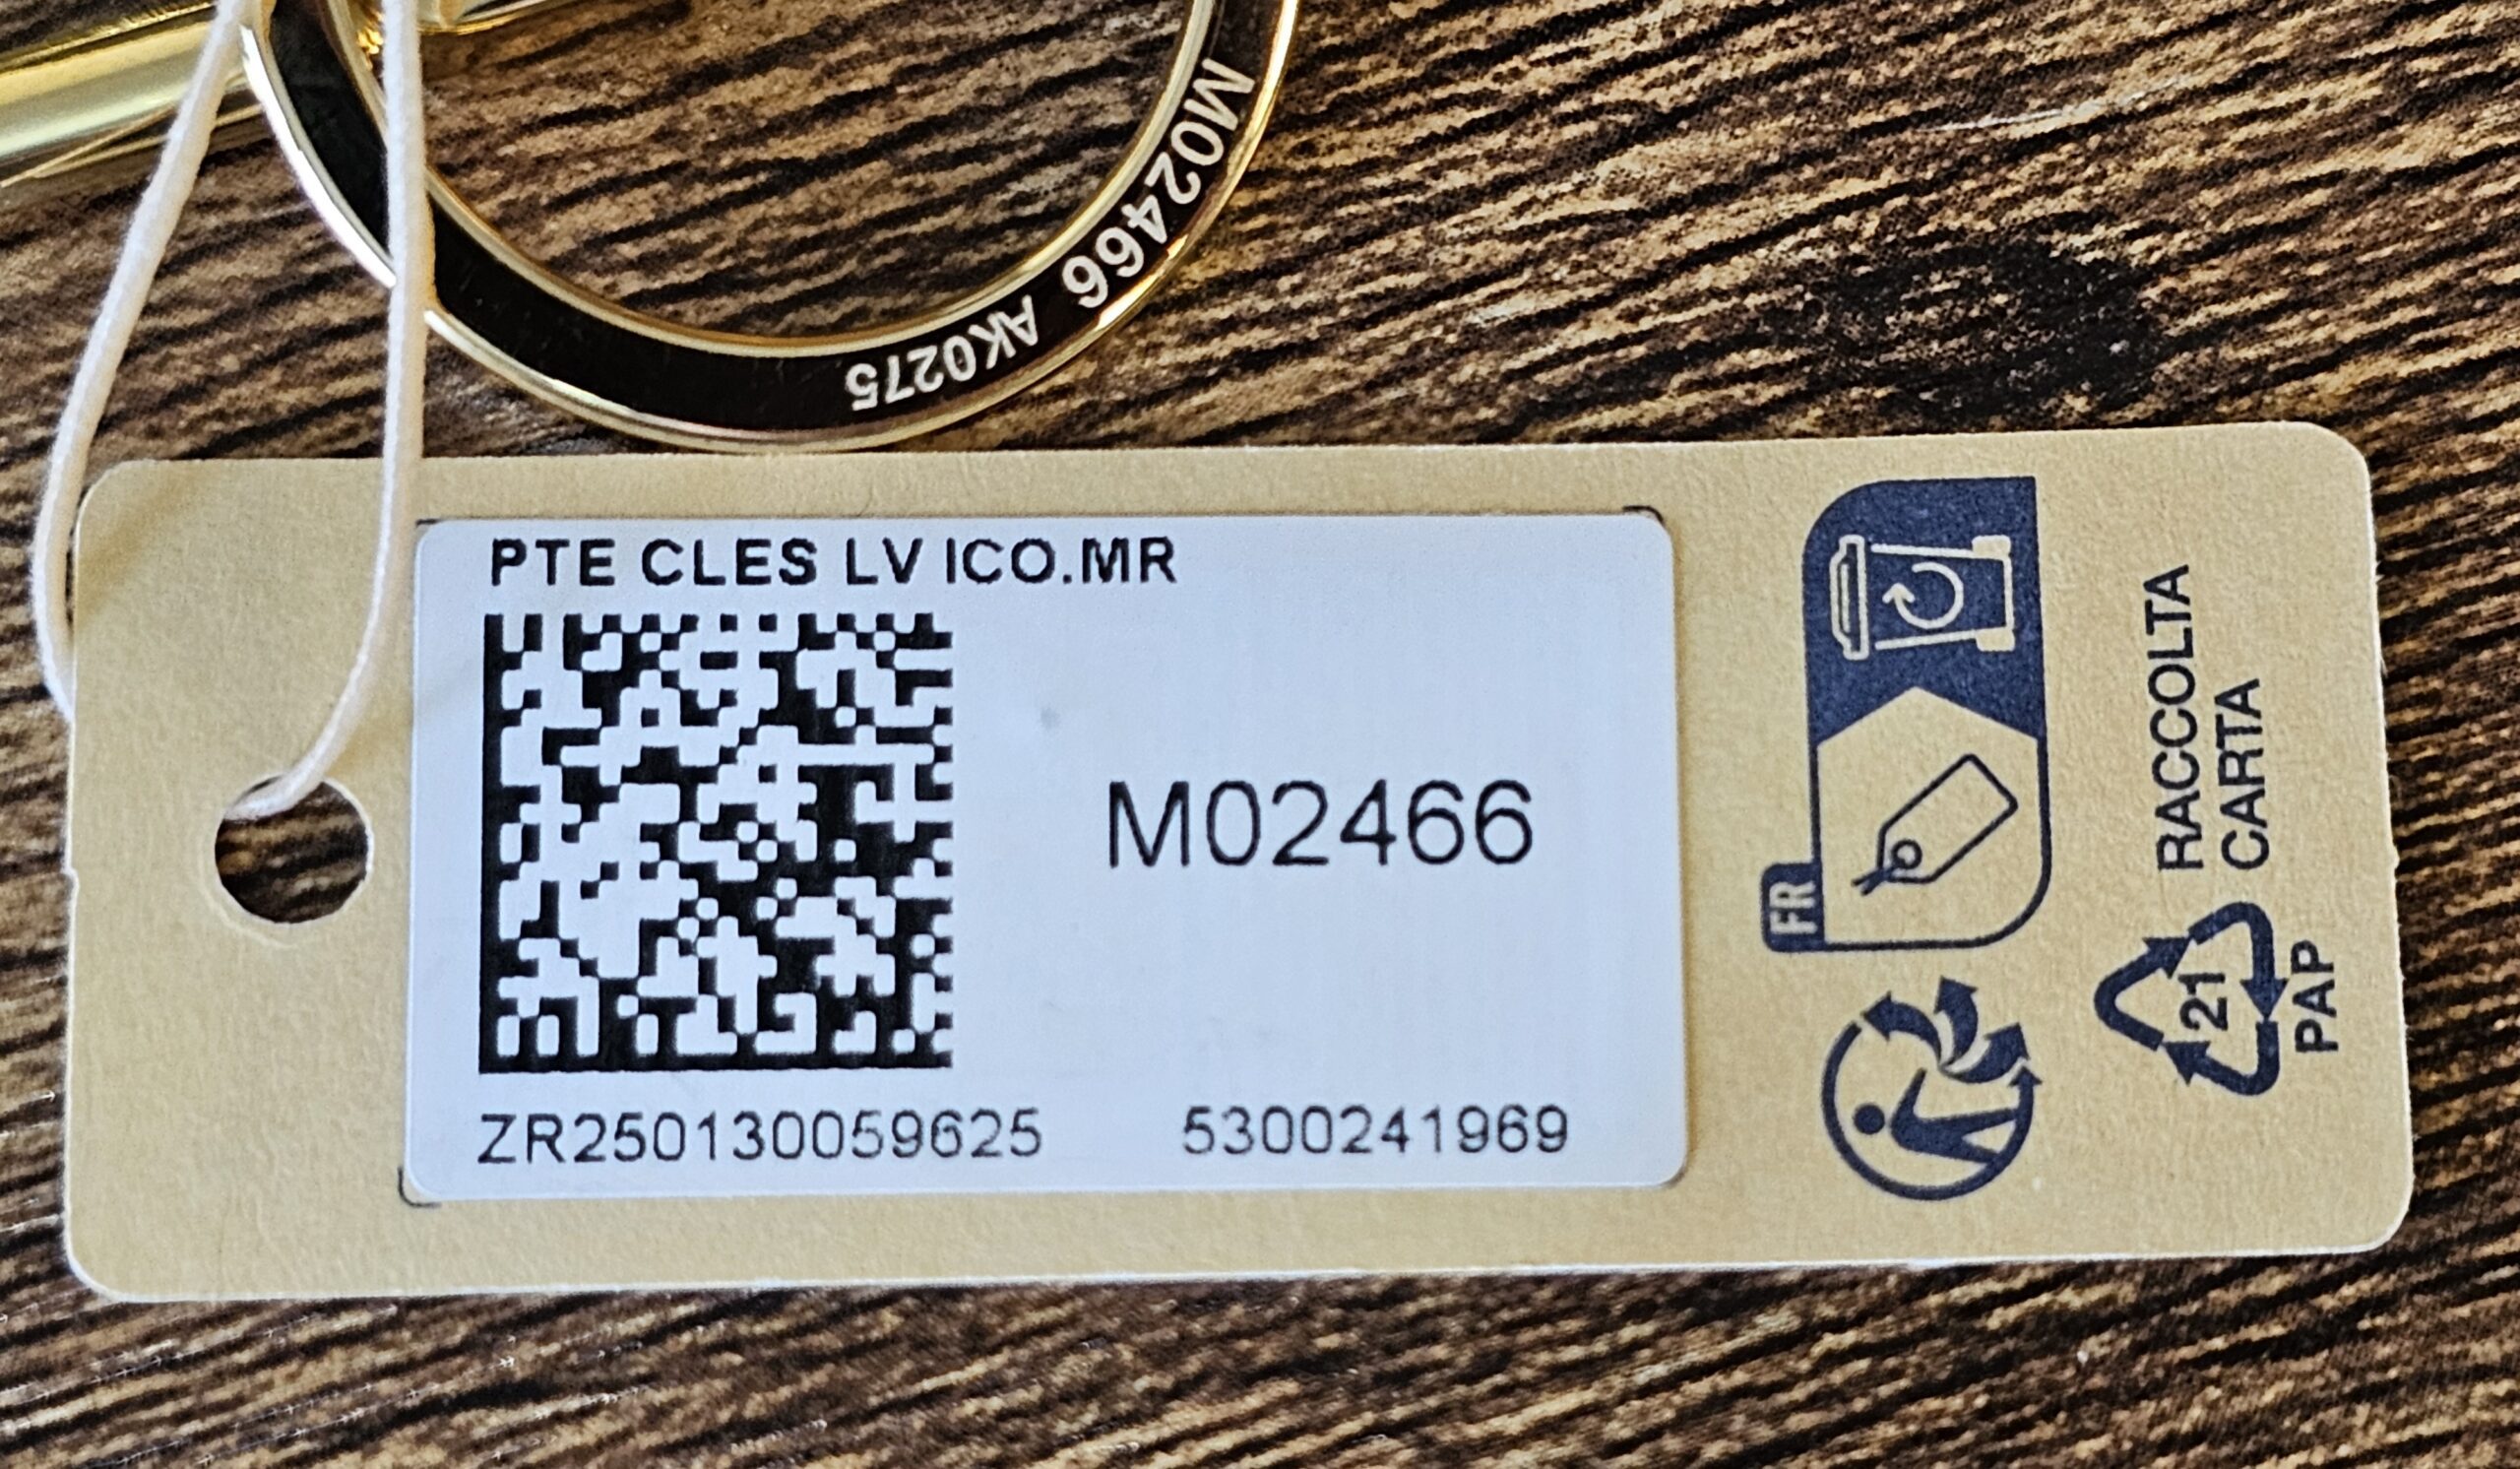 M02466 AK0275
PTE CLES LV ICO.MR
M02466
ZR250130059625 5300241969
FR
RACCOLTA
CARTA
21
PAP